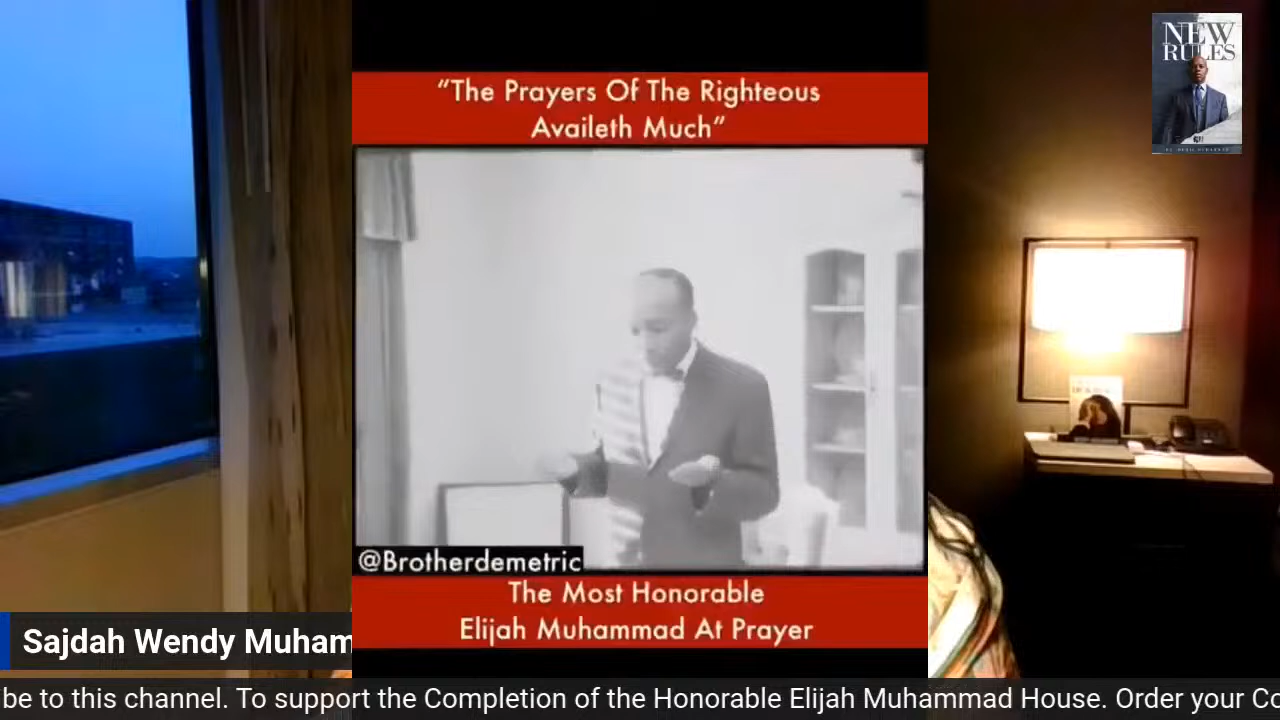 “The Prayers Of The Righteous
Availeth Much”
NEW
RULES
@Brotherdemetric
The Most Honorable
Elijah Muhammad At Prayer
Sajdah Wendy Muham
be to this channel. To support the Completion of the Honorable Elijah Muhammad House. Order your Co